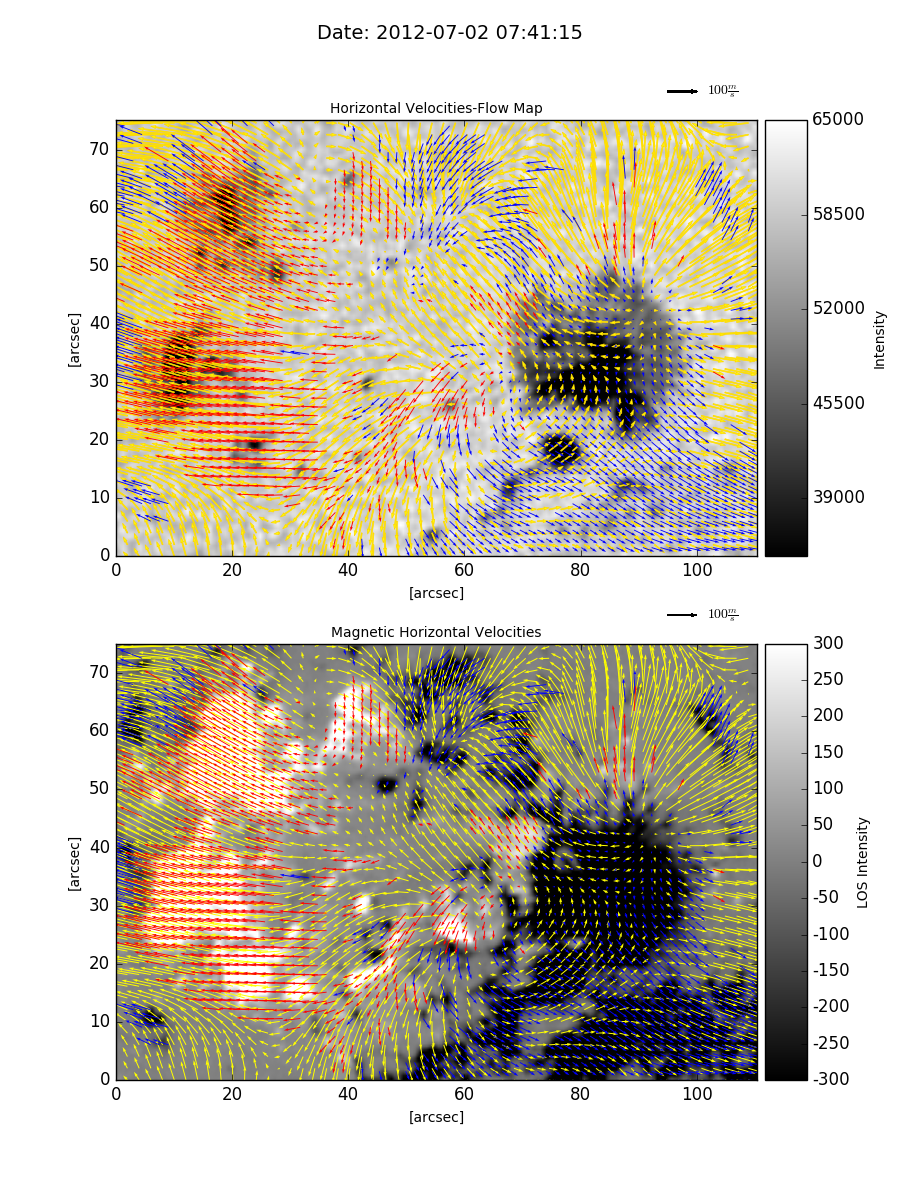 Date: 2012-07-02 07:41:15
100 m/s
Horizontal Velocities-Flow Map
70
60
50
40
30
20
10
0
[arcsec]
0 20 40 60 80 100
[arcsec]
65000
58500
52000
45500
39000
Intensity
100 m/s
Magnetic Horizontal Velocities
70
60
50
40
30
20
10
0
[arcsec]
0 20 40 60 80 100
[arcsec]
300
250
200
150
100
50
0
-50
-100
-150
-200
-250
-300
LOS Intensity